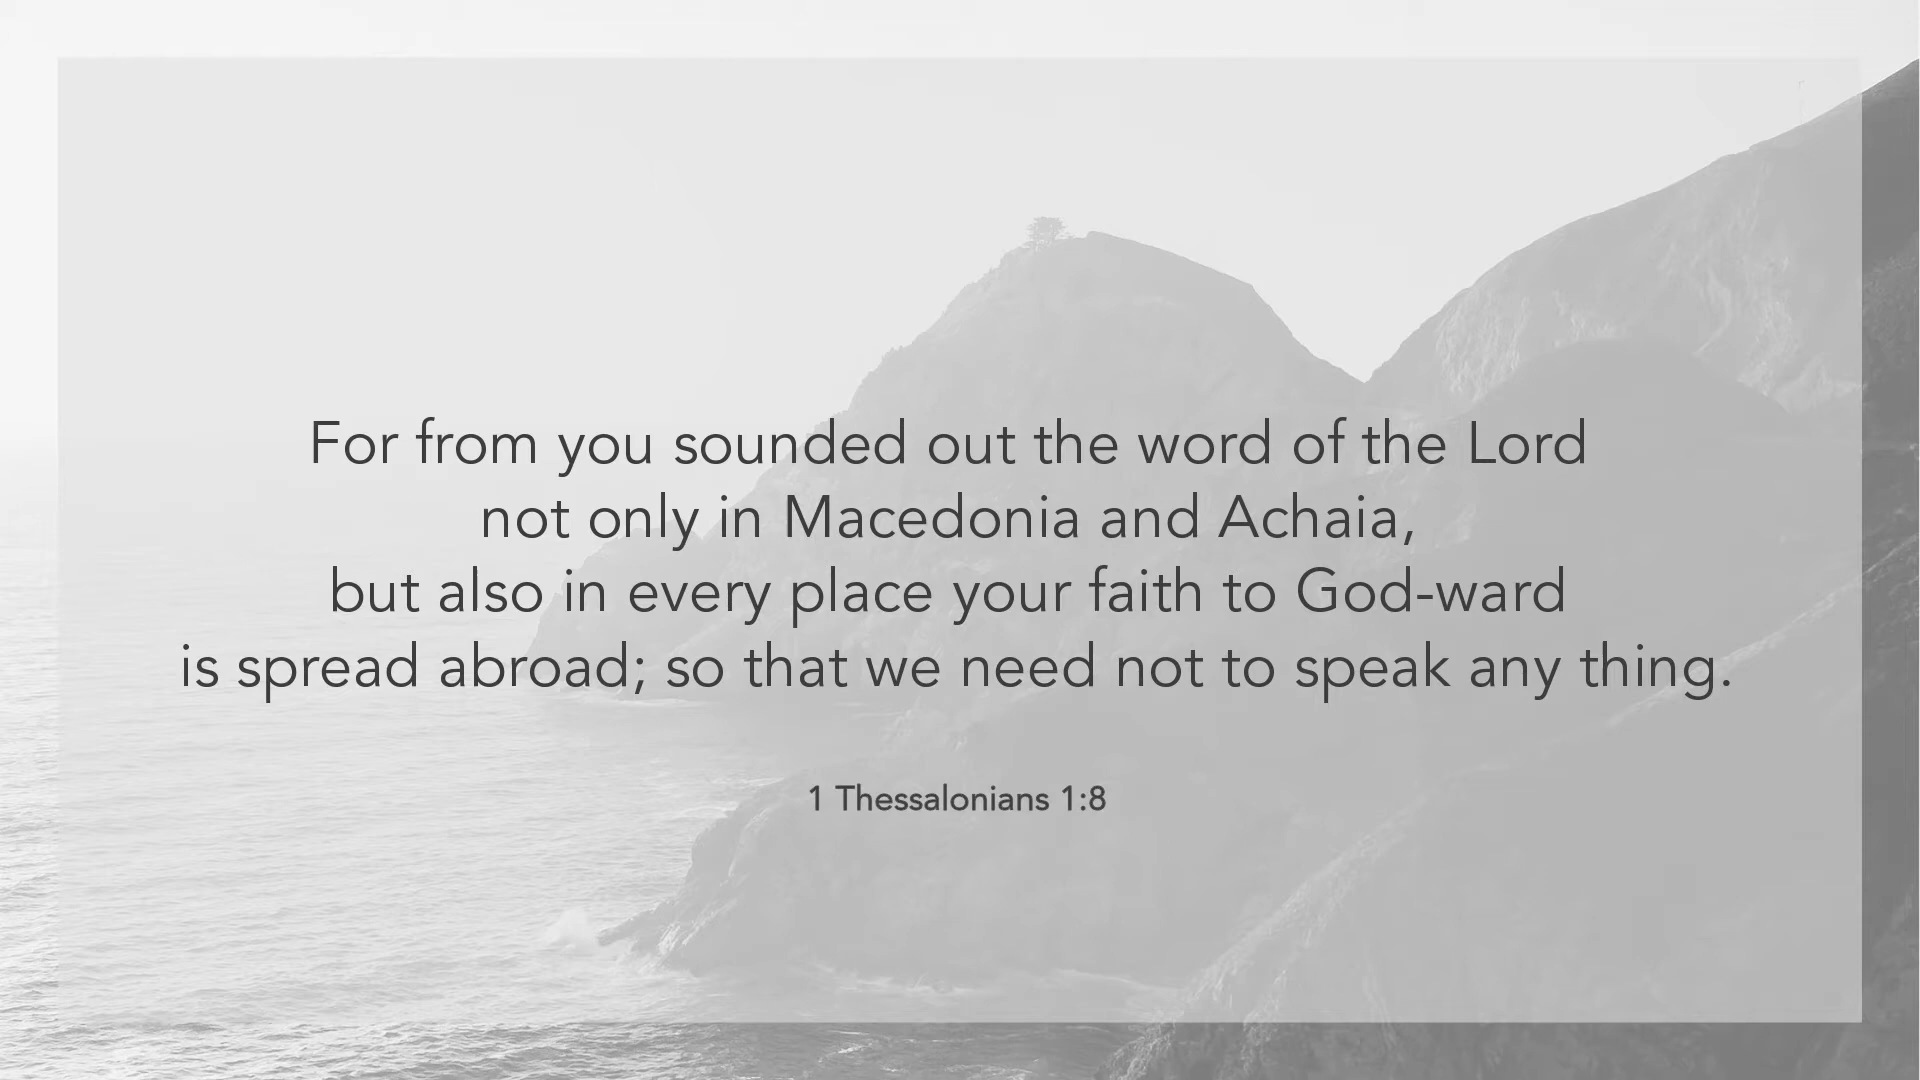 For from you sounded out the word of the Lord
not only in Macedonia and Achaia,
but also in every place your faith to God-ward
is spread abroad; so that we need not to speak any thing.
1 Thessalonians 1:8